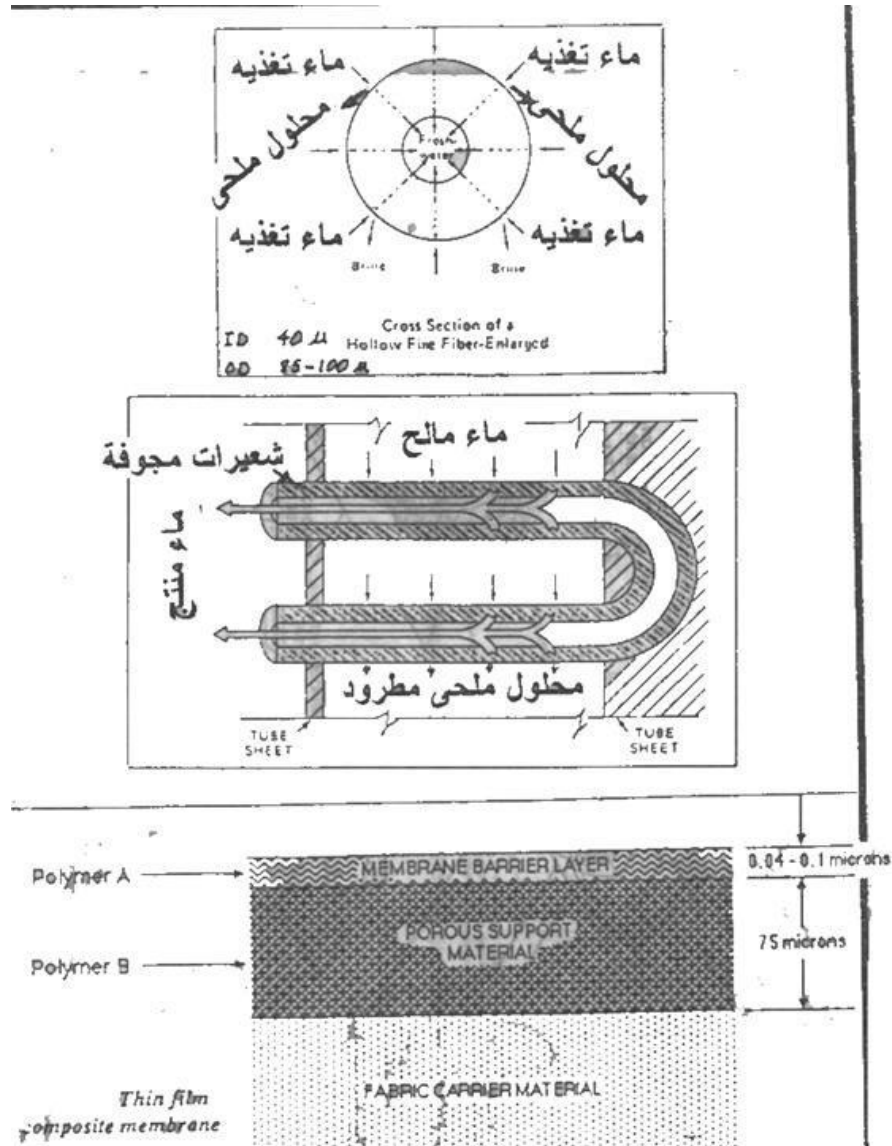 ماء تغذيه
ماء تغذيه
محلول ملحى
محلول ملحى
Fresh
water
ماء تغذيه
ماء تغذيه
Brine
Brine
ID 40 µ
OD 85-100 µ
Cross Section of a
Hollow Fine Fiber-Enlarged
ماء مالح
شعيرات مجوفة
ماء منتج
محلول ملحى مطرود
TUBE
SHEET
TUBE
SHEET
MEMBRANE BARRIER LAYER
0.04 - 0.1 microns
Polymer A
POROUS SUPPORT
MATERIAL
75 microns
Polymer B
FABRIC CARRIER MATERIAL
Thin film
composite membrane